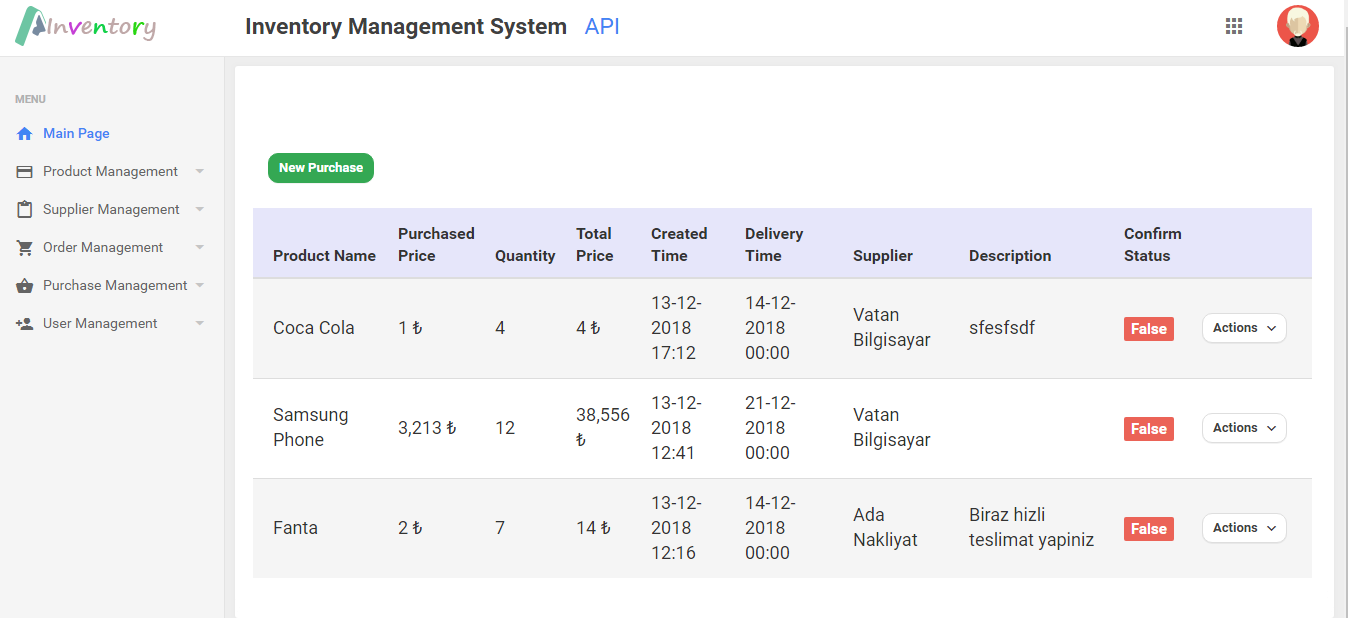 AInventory
Inventory Management System API
MENU
Main Page
Product Management
Supplier Management
Order Management
Purchase Management
User Management
New Purchase
Product Name
Purchased
Price
Quantity
Total
Price
Created
Time
Delivery
Time
Supplier
Description
Confirm
Status
Coca Cola
1 ₺
4
4 ₺
13-12-
2018
17:12
14-12-
2018
00:00
Vatan
Bilgisayar
sfesfsdf
False
Actions
Samsung
Phone
3,213 ₺
12
38,556
₺
13-12-
2018
12:41
21-12-
2018
00:00
Vatan
Bilgisayar
False
Actions
Fanta
2 ₺
7
14 ₺
13-12-
2018
12:16
14-12-
2018
00:00
Ada
Nakliyat
Biraz hizli
teslimat yapiniz
False
Actions